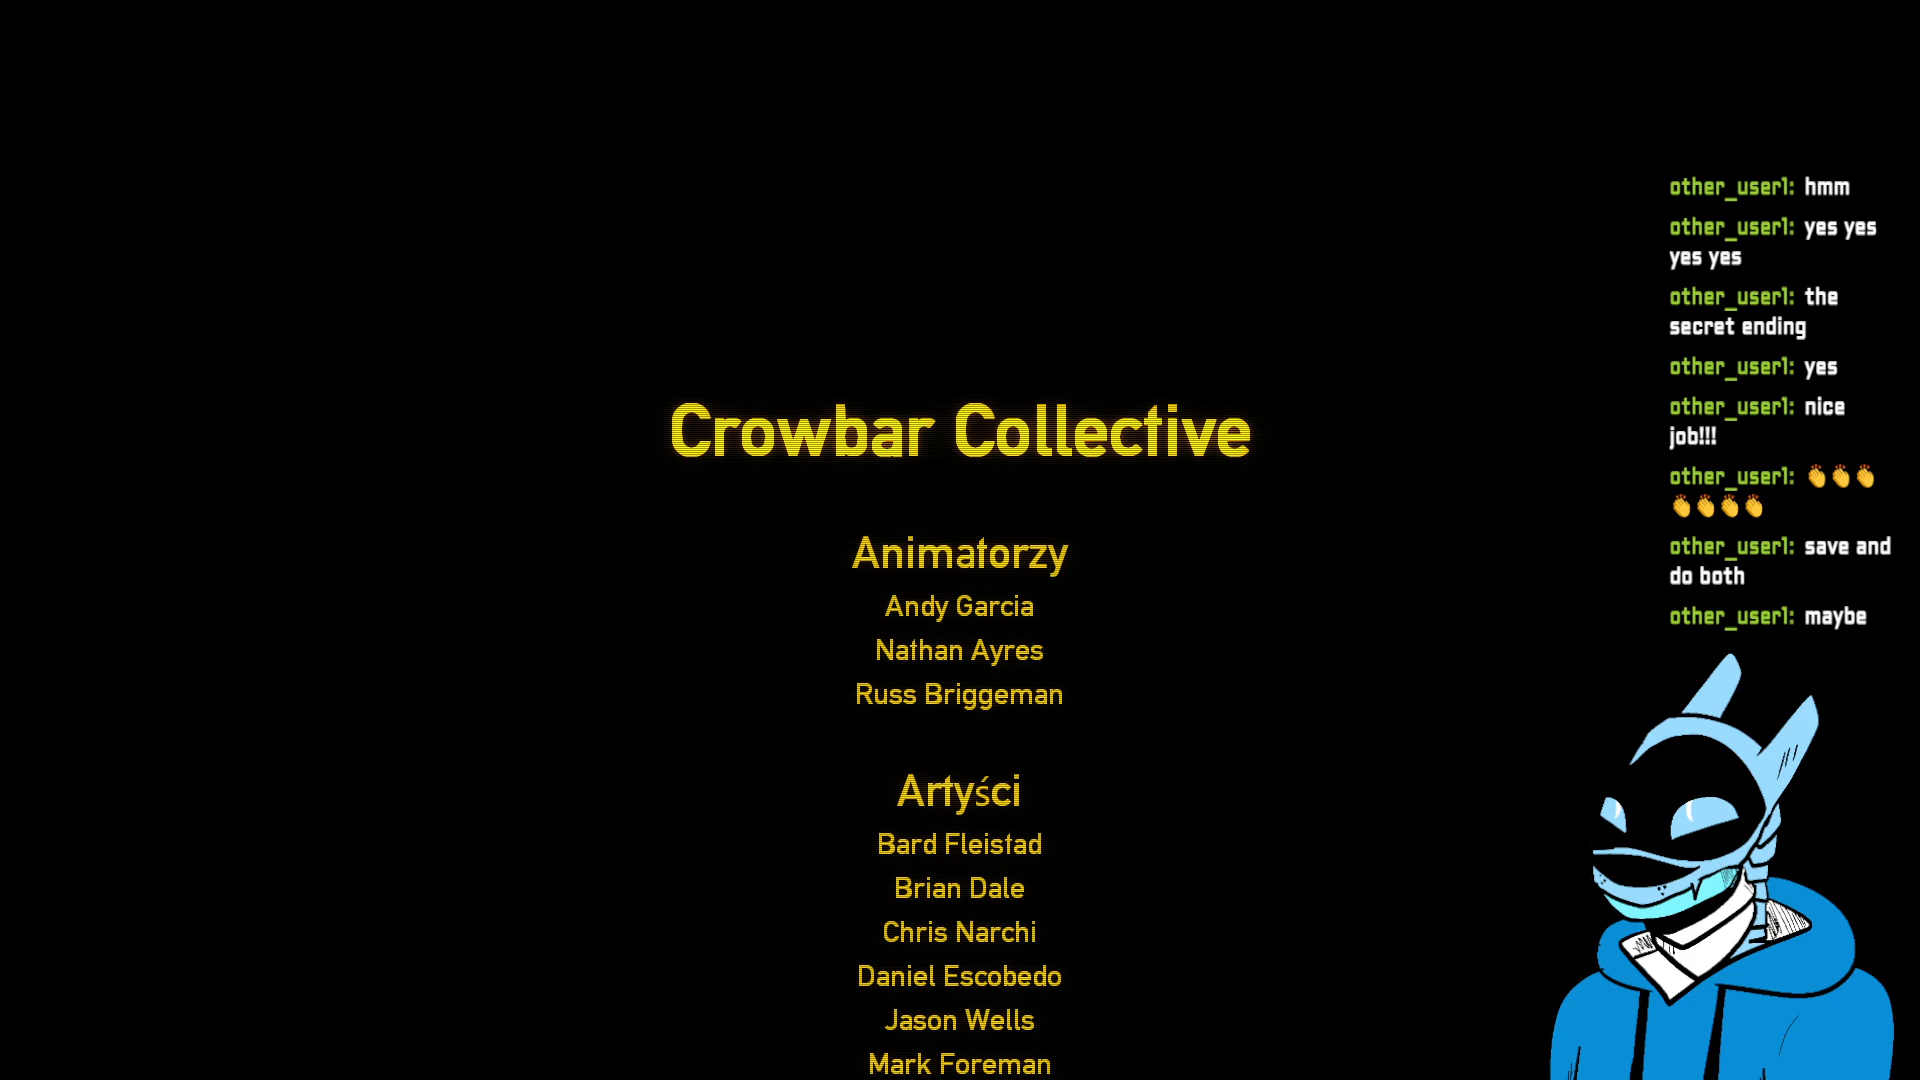 Crowbar Collective
Animatorzy
Andy Garcia
Nathan Ayres
Russ Briggeman
Artyści
Bard Fleistad
Brian Dale
Chris Narchi
Daniel Escobedo
Jason Wells
Mark Foreman
other_user1: hmm
other_user1: yes yes
yes yes
other_user1: the
secret ending
other_user1: yes
other_user1: nice
job!!!
other_user1: 👏👏👏
👏👏👏👏
other_user1: save and
do both
other_user1: maybe